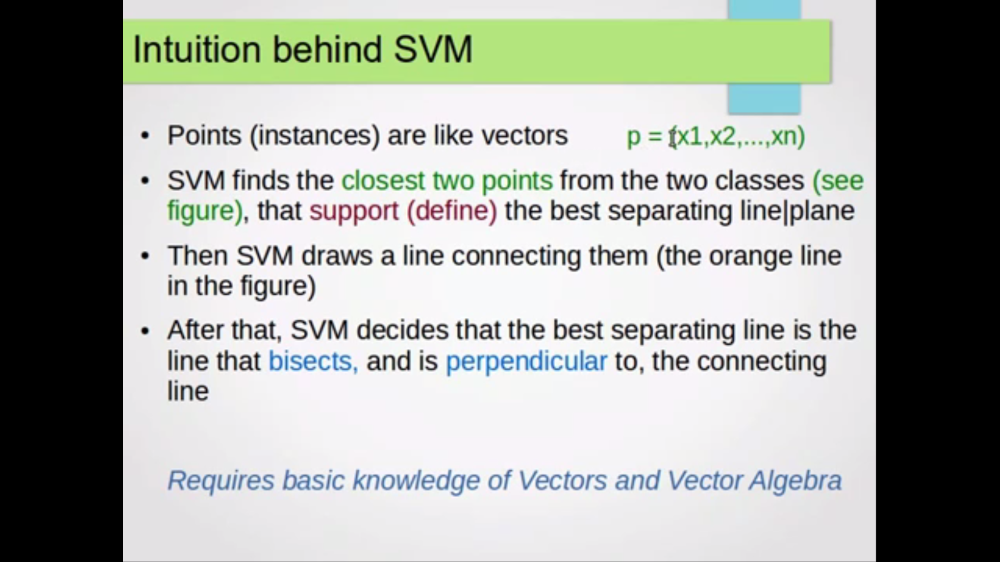 Intuition behind SVM
• Points (instances) are like vectors p = (x1,x2,...,xn)
• SVM finds the closest two points from the two classes (see
figure), that support (define) the best separating line|plane
• Then SVM draws a line connecting them (the orange line
in the figure)
• After that, SVM decides that the best separating line is the
line that bisects, and is perpendicular to, the connecting
line
Requires basic knowledge of Vectors and Vector Algebra